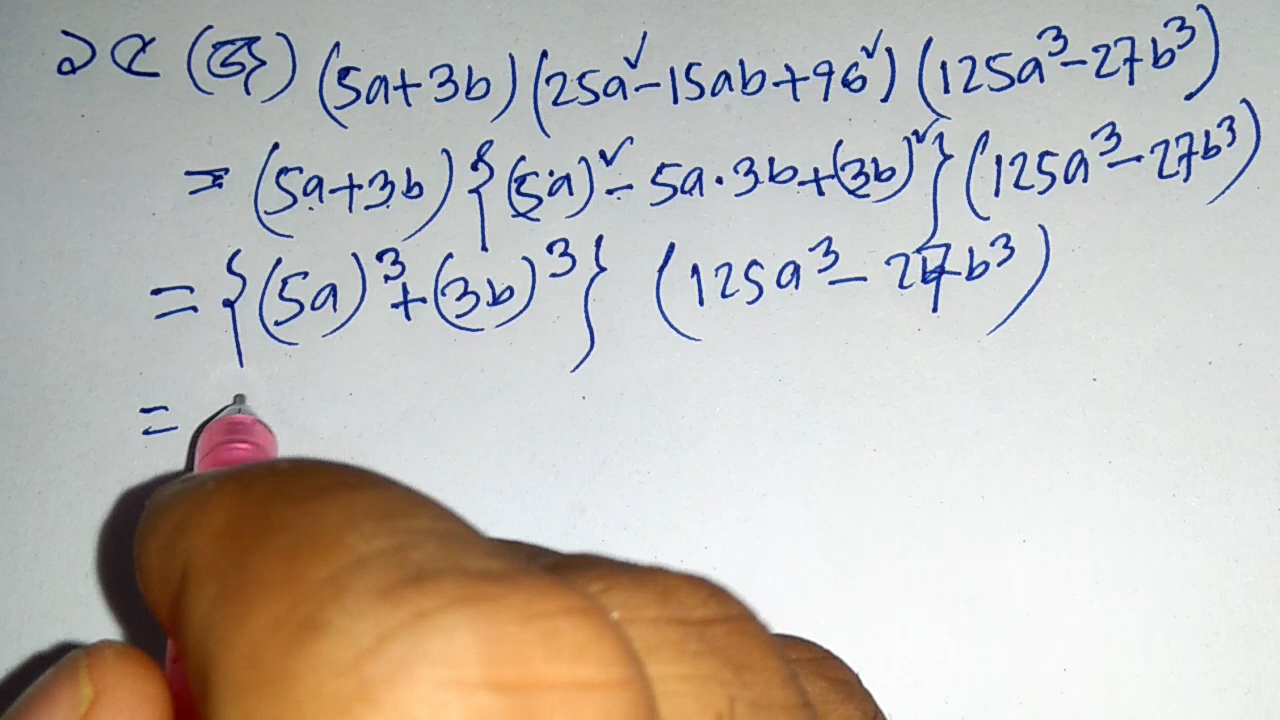 ১৫ (ঙ) (5a+3b)(25a²-15ab+9b²)(125a³-27b³)
= (5a+3b){(5a)²-5a·3b+(3b)²}(125a³-27b³)
= {(5a)³+(3b)³} (125a³-27b³)
=